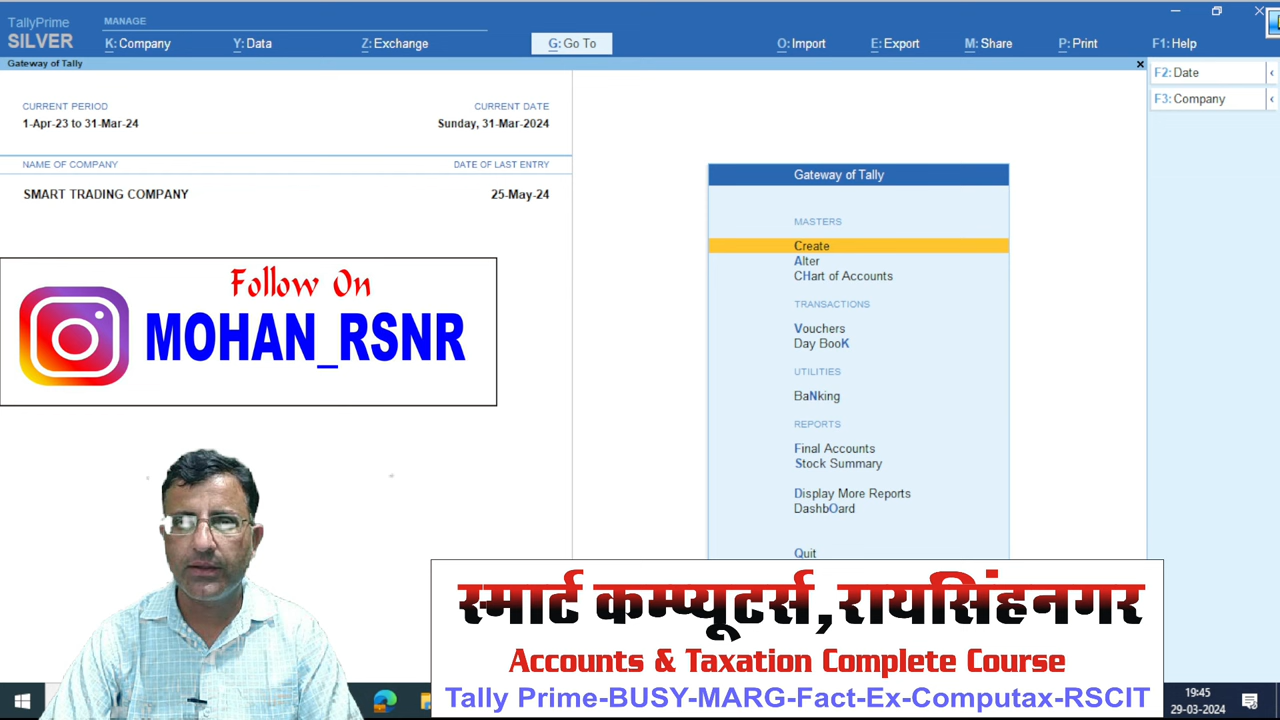 TallyPrime
SILVER
MANAGE
K: Company
Y: Data
Z: Exchange
G: Go To
O: Import
E: Export
M: Share
P: Print
F1: Help
Gateway of Tally
F2: Date
F3: Company
CURRENT PERIOD
CURRENT DATE
1-Apr-23 to 31-Mar-24
Sunday, 31-Mar-2024
NAME OF COMPANY
DATE OF LAST ENTRY
SMART TRADING COMPANY
25-May-24
Gateway of Tally
MASTERS
Create
Alter
CHart of Accounts
TRANSACTIONS
Vouchers
Day BooK
UTILITIES
BaNking
REPORTS
Final Accounts
Stock Summary
Display More Reports
DashbOard
Quit
Follow On
MOHAN_RSNR
स्मार्ट कम्प्यूटर्स,रायसिंहनगर
Accounts & Taxation Complete Course
Tally Prime-BUSY-MARG-Fact-Ex-Computax-RSCIT
19:45
29-03-2024